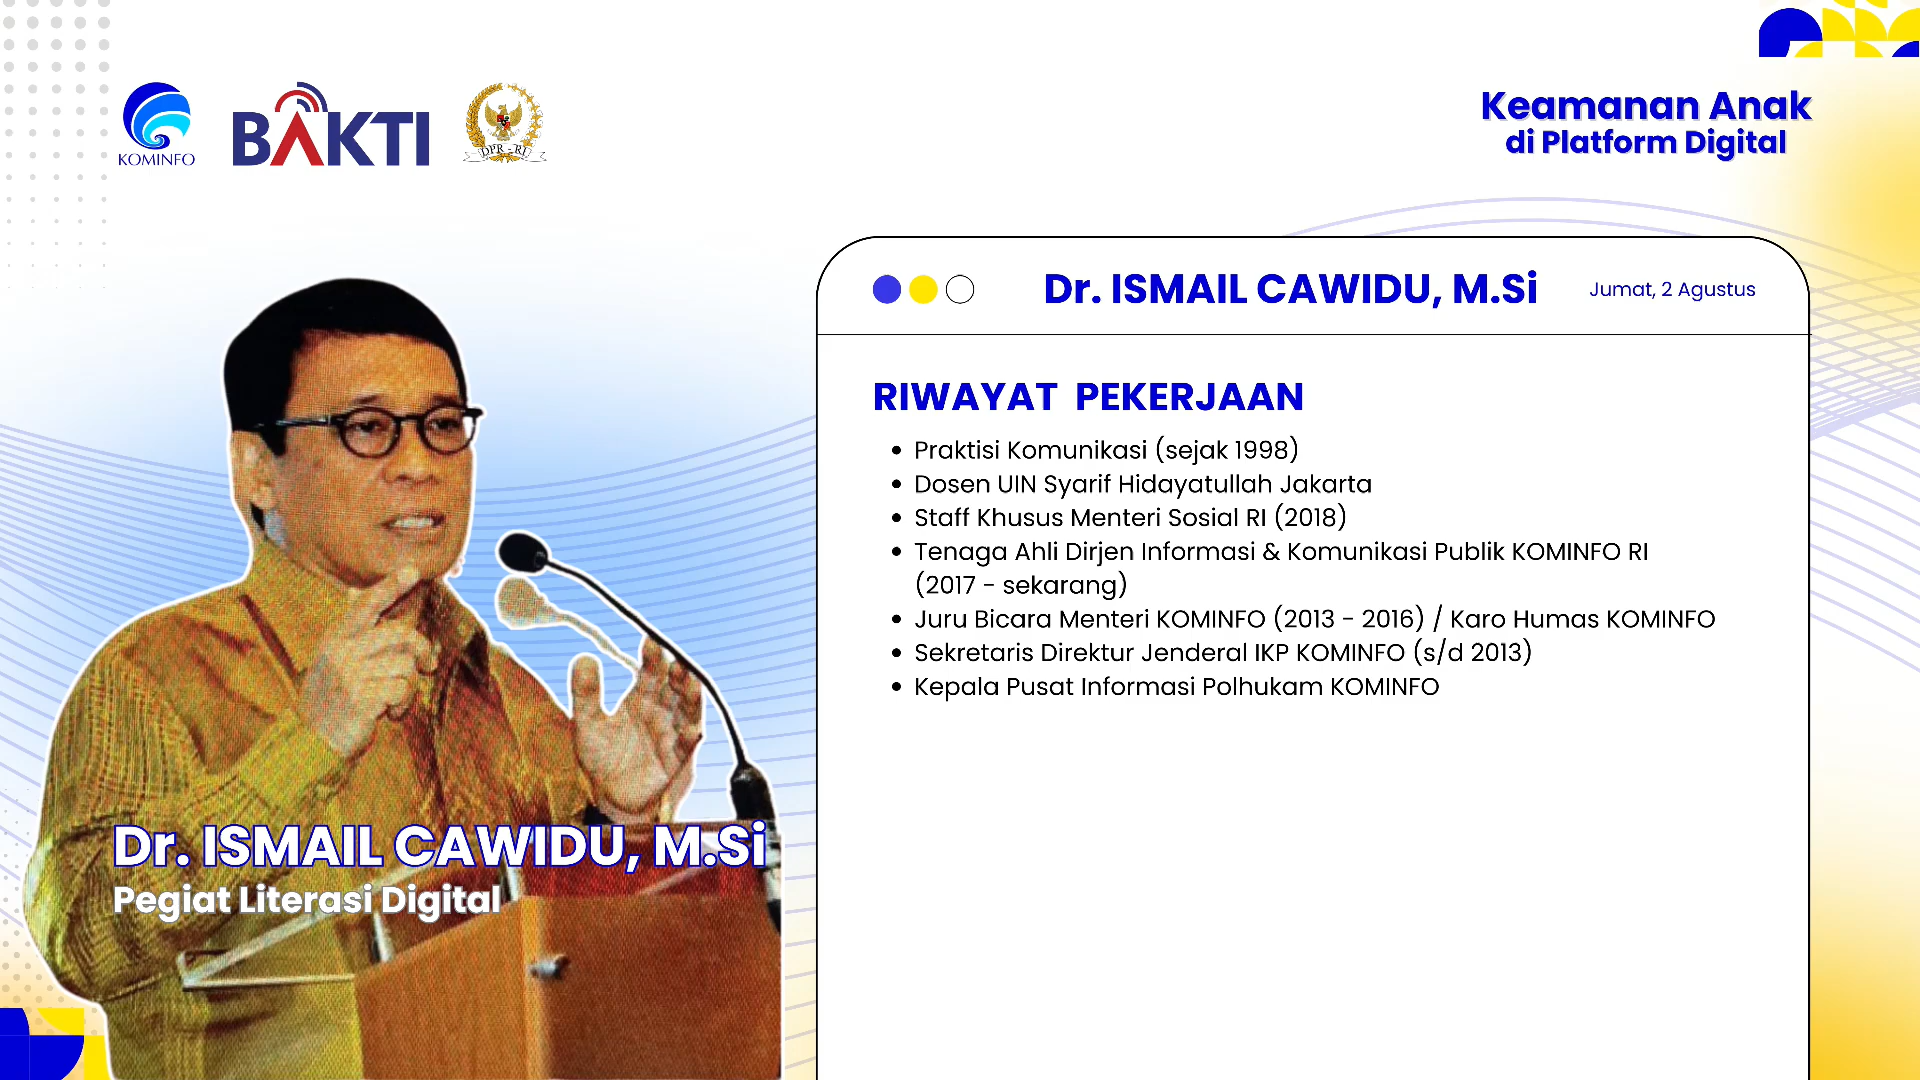 KOMINFO
BAKTI
DPR - RI
Keamanan Anak
di Platform Digital
Dr. ISMAIL CAWIDU, M.Si
Jumat, 2 Agustus
RIWAYAT PEKERJAAN
• Praktisi Komunikasi (sejak 1998)
• Dosen UIN Syarif Hidayatullah Jakarta
• Staff Khusus Menteri Sosial RI (2018)
• Tenaga Ahli Dirjen Informasi & Komunikasi Publik KOMINFO RI
(2017 - sekarang)
• Juru Bicara Menteri KOMINFO (2013 - 2016) / Karo Humas KOMINFO
• Sekretaris Direktur Jenderal IKP KOMINFO (s/d 2013)
• Kepala Pusat Informasi Polhukam KOMINFO
Dr. ISMAIL CAWIDU, M.Si
Pegiat Literasi Digital